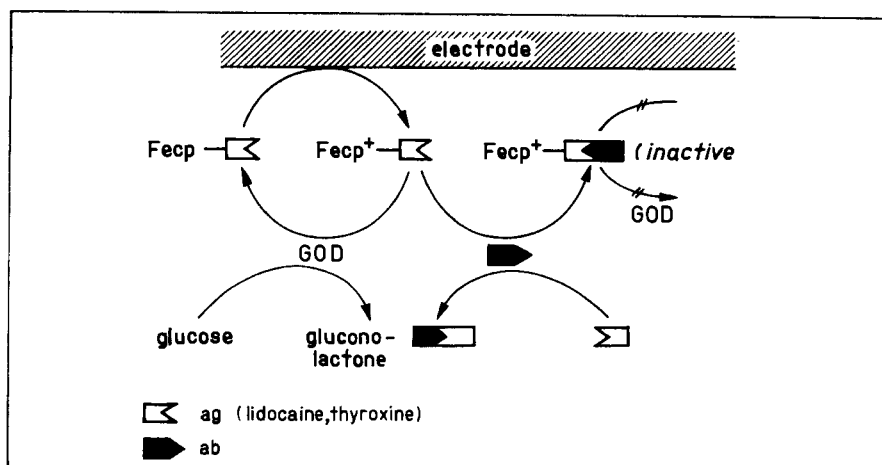 electrode
Fecp
Fecp+
Fecp+
(inactive
GOD
GOD
glucose
glucono-
lactone
ag (lidocaine,thyroxine)
ab